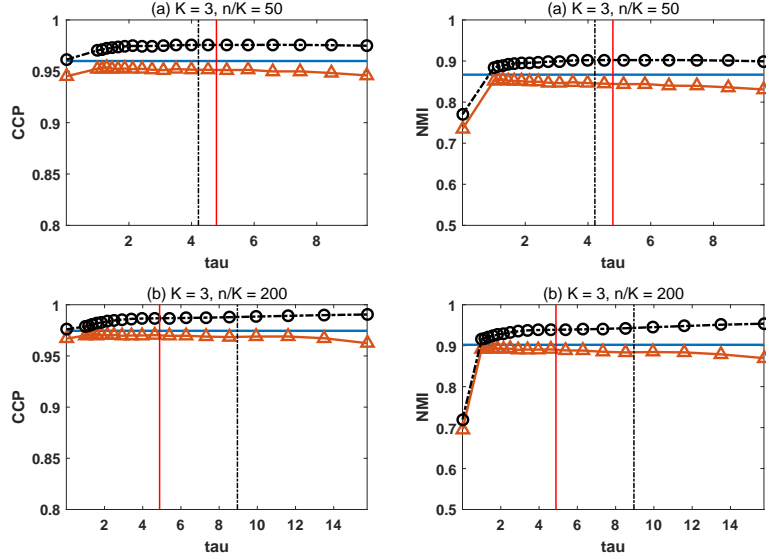 (a) K = 3, n/K = 50
1
0.95
0.9
0.85
0.8
CCP
2 4 6 8
tau
(a) K = 3, n/K = 50
1
0.9
0.8
0.7
0.6
0.5
NMI
2 4 6 8
tau
(b) K = 3, n/K = 200
1
0.95
0.9
0.85
0.8
CCP
2 4 6 8 10 12 14
tau
(b) K = 3, n/K = 200
1
0.9
0.8
0.7
0.6
0.5
NMI
2 4 6 8 10 12 14
tau